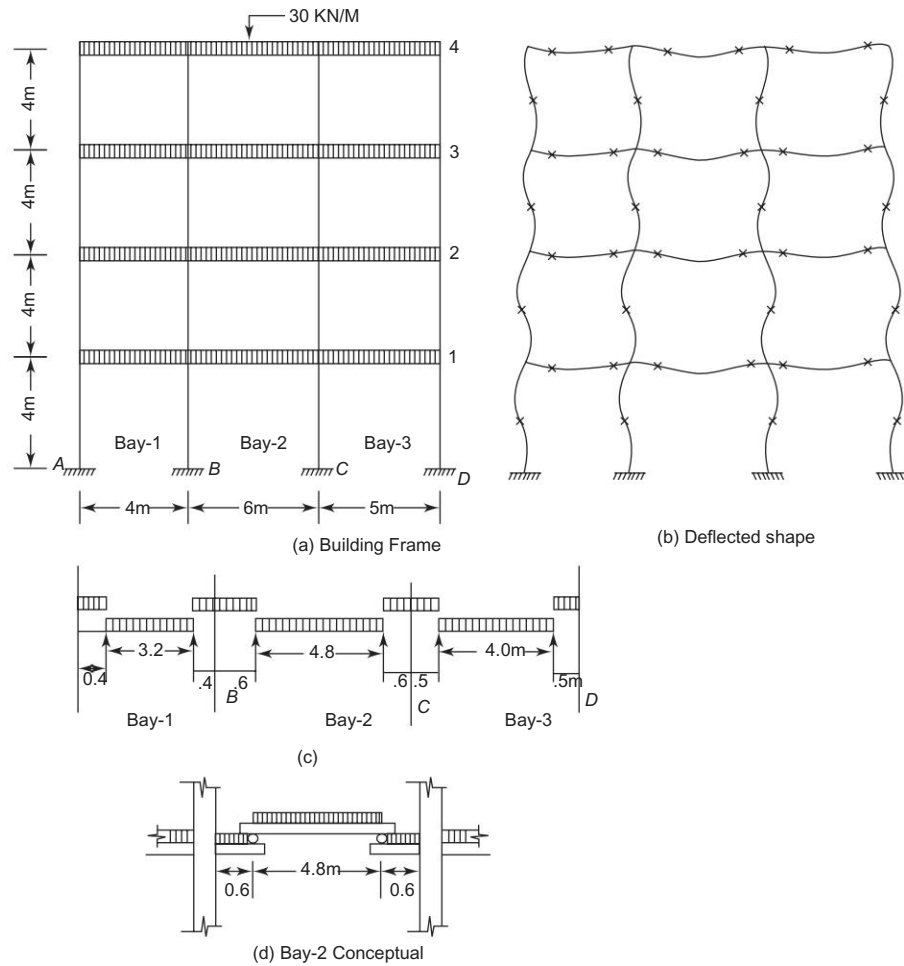 30 KN/M
4
4m
3
4m
2
4m
1
4m
Bay-1
Bay-2
Bay-3
A
B
C
D
4m
6m
5m
(a) Building Frame
(b) Deflected shape
3.2
4.8
4.0m
0.4
.4
.6
.6
.5
.5m
B
C
D
Bay-1
Bay-2
Bay-3
(c)
4.8m
0.6
0.6
(d) Bay-2 Conceptual